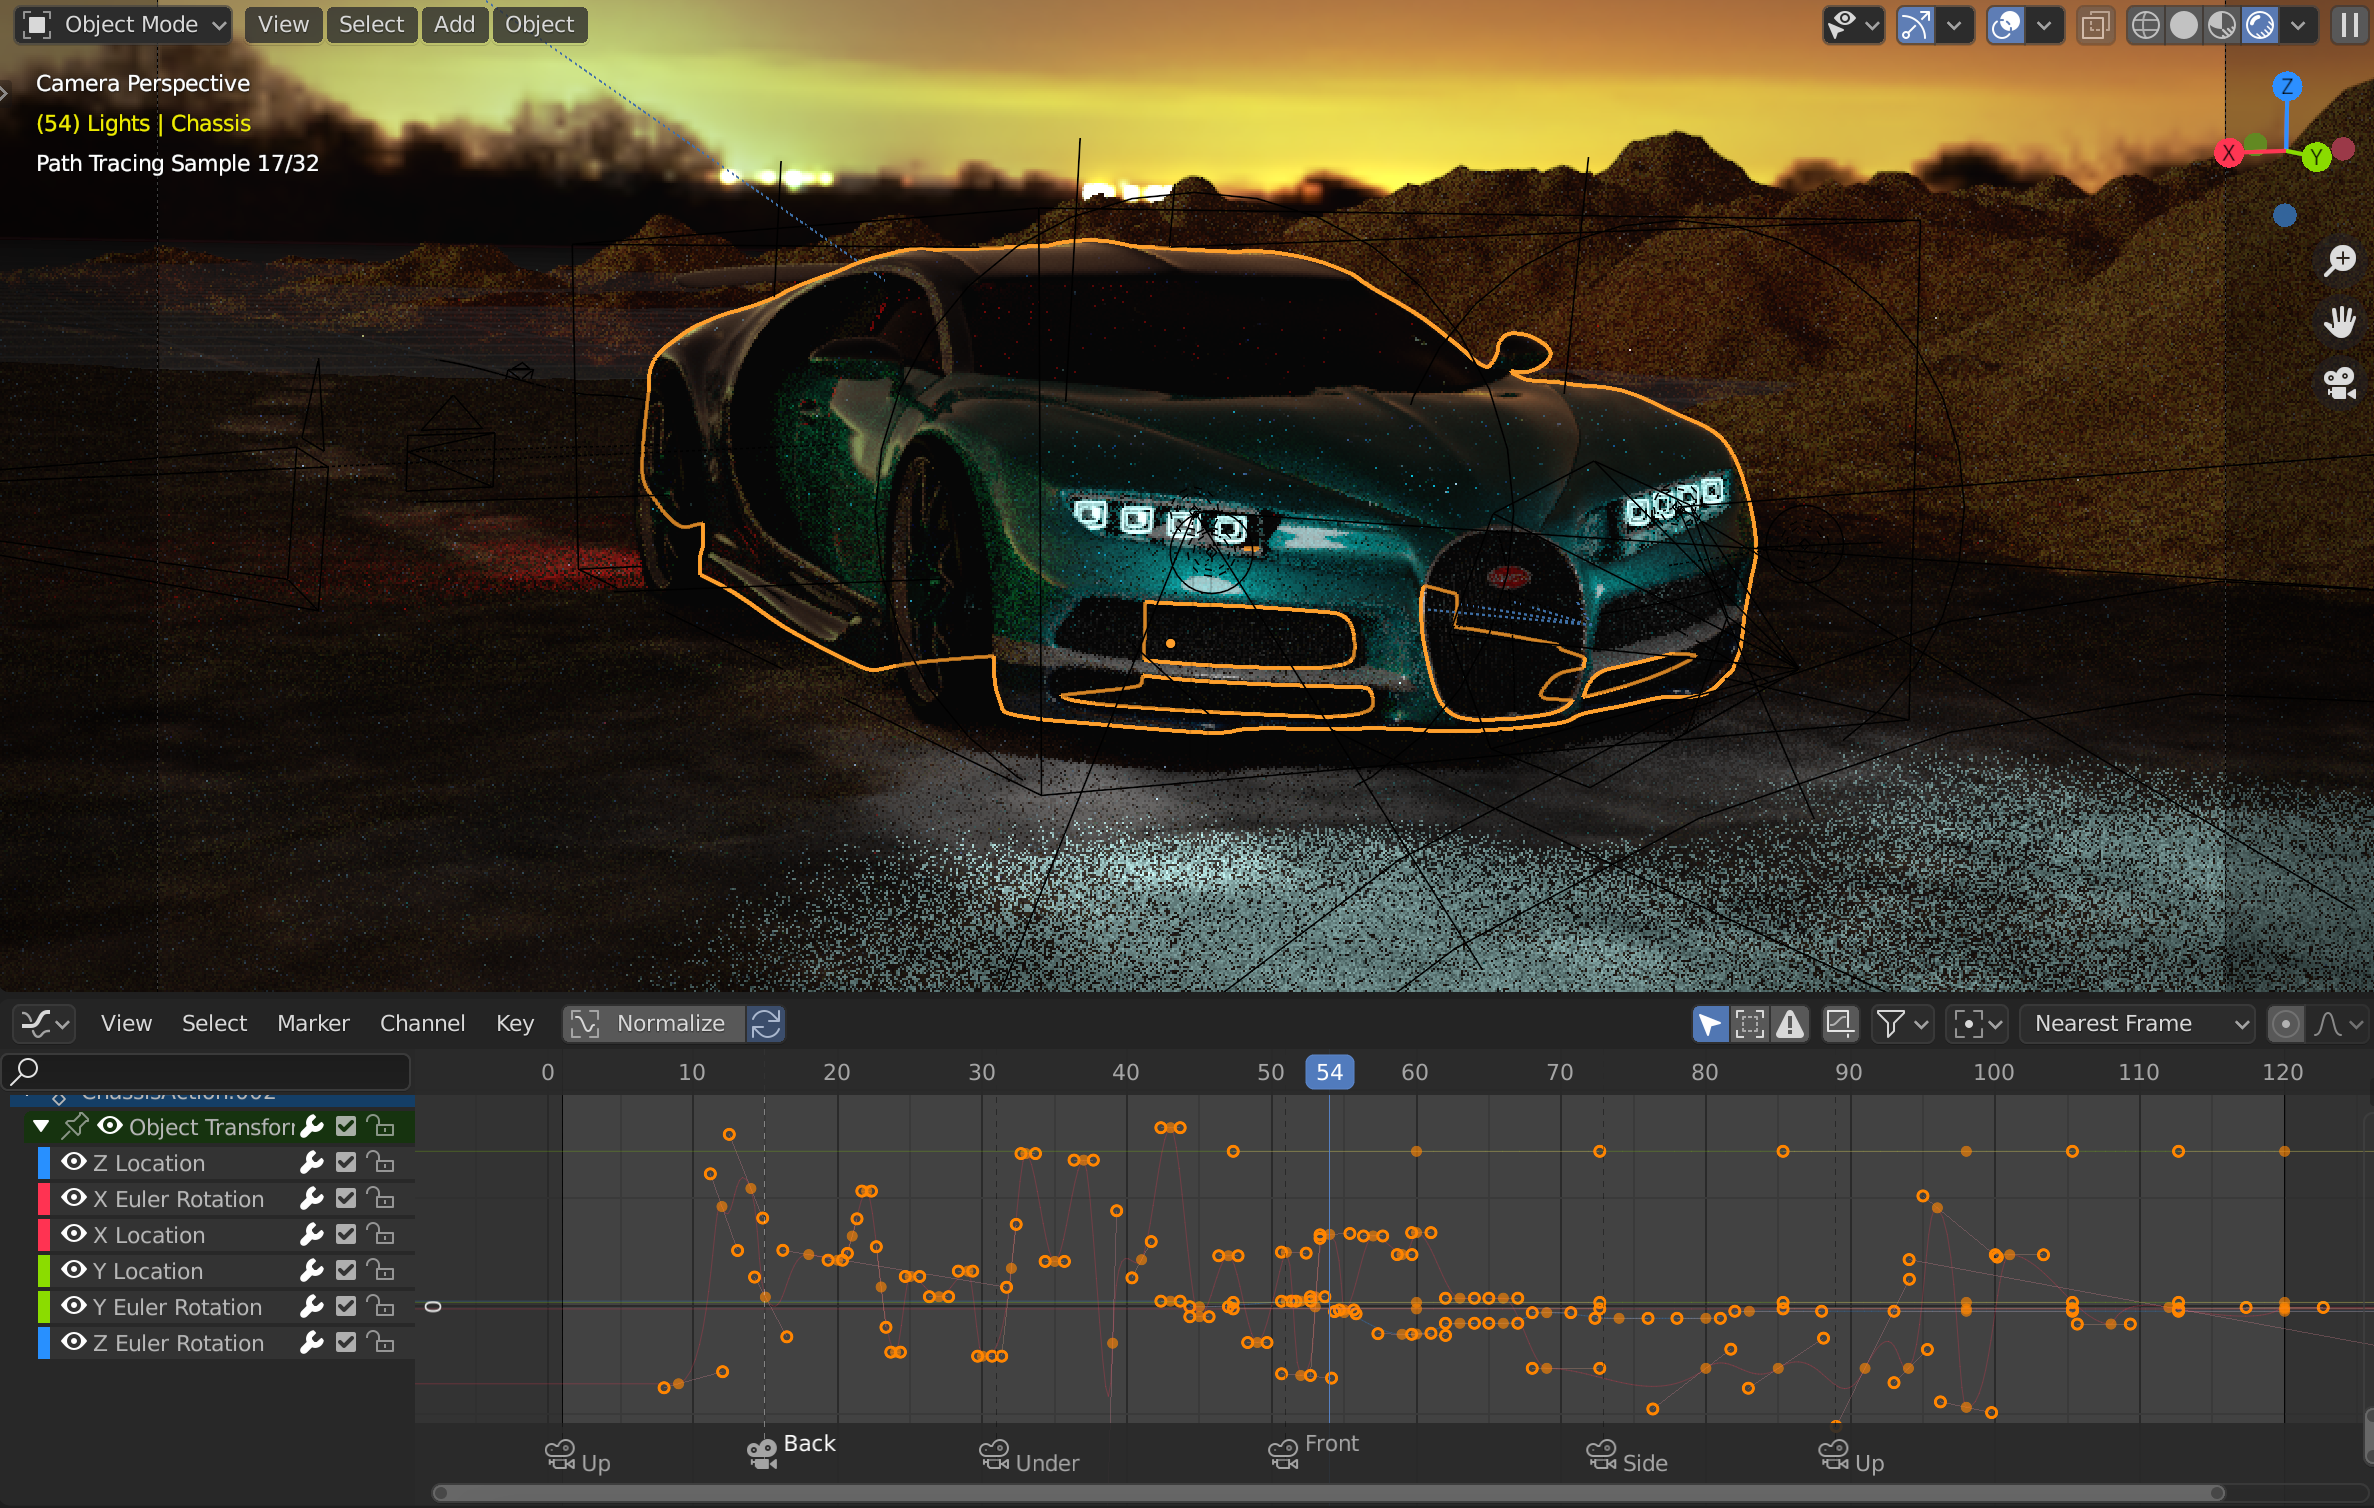 Object Mode View Select Add Object
Camera Perspective
(54) Lights | Chassis
Path Tracing Sample 17/32
Z
X Y
View Select Marker Channel Key Normalize Nearest Frame
0 10 20 30 40 50 54 60 70 80 90 100 110 120
ChassisAction.002
Object Transfor
Z Location
X Euler Rotation
X Location
Y Location
Y Euler Rotation
0
Z Euler Rotation
Up Back Under Front Side Up